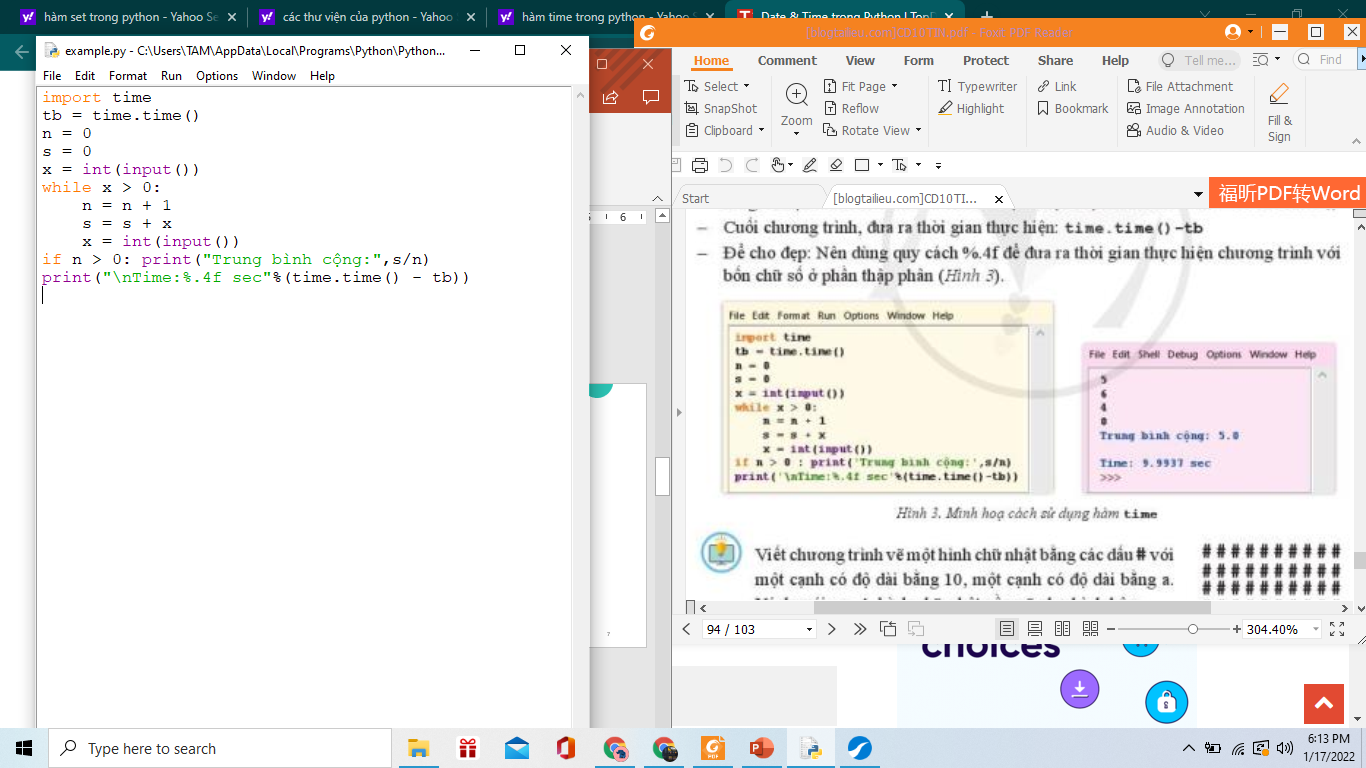 hàm set trong python - Yahoo Se
các thư viện của python - Yahoo
hàm time trong python - Yahoo S
Date & Time trong Python | TopD
example.py - C:\Users\TAM\AppData\Local\Programs\Python\Python...
File Edit Format Run Options Window Help
import time
tb = time.time()
n = 0
s = 0
x = int(input())
while x > 0:
    n = n + 1
    s = s + x
    x = int(input())
if n > 0: print("Trung bình cộng:",s/n)
print("\nTime:%.4f sec"%(time.time() - tb))
6
7
[blogtailieu.com]CD10TIN.pdf - Foxit PDF Reader
Home Comment View Form Protect Share Help Tell me... Find
Select
SnapShot
Clipboard
Zoom
Fit Page
Reflow
Rotate View
Typewriter
Highlight
Link
Bookmark
File Attachment
Image Annotation
Audio & Video
Fill & Sign
Start
[blogtailieu.com]CD10TI...
福昕PDF转Word
– Cuối chương trình, đưa ra thời gian thực hiện: time.time()-tb
– Để cho đẹp: Nên dùng quy cách %.4f để đưa ra thời gian thực hiện chương trình với
bốn chữ số ở phần thập phân (Hình 3).
File Edit Format Run Options Window Help
import time
tb = time.time()
n = 0
s = 0
x = int(input())
while x > 0:
    n = n + 1
    s = s + x
    x = int(input())
if n > 0 : print('Trung bình cộng:',s/n)
print('\nTime:%.4f sec'%(time.time()-tb))
File Edit Shell Debug Options Window Help
5
6
4
0
Trung bình cộng: 5.0
Time: 9.9937 sec
>>>
Hình 3. Minh hoạ cách sử dụng hàm time
Viết chương trình vẽ một hình chữ nhật bằng các dấu # với
một cạnh có độ dài bằng 10, một cạnh có độ dài bằng a.
# # # # # # # # # #
# # # # # # # # # #
# # # # # # # # # #
94 / 103
304.40%
choices
Type here to search
6:13 PM
1/17/2022